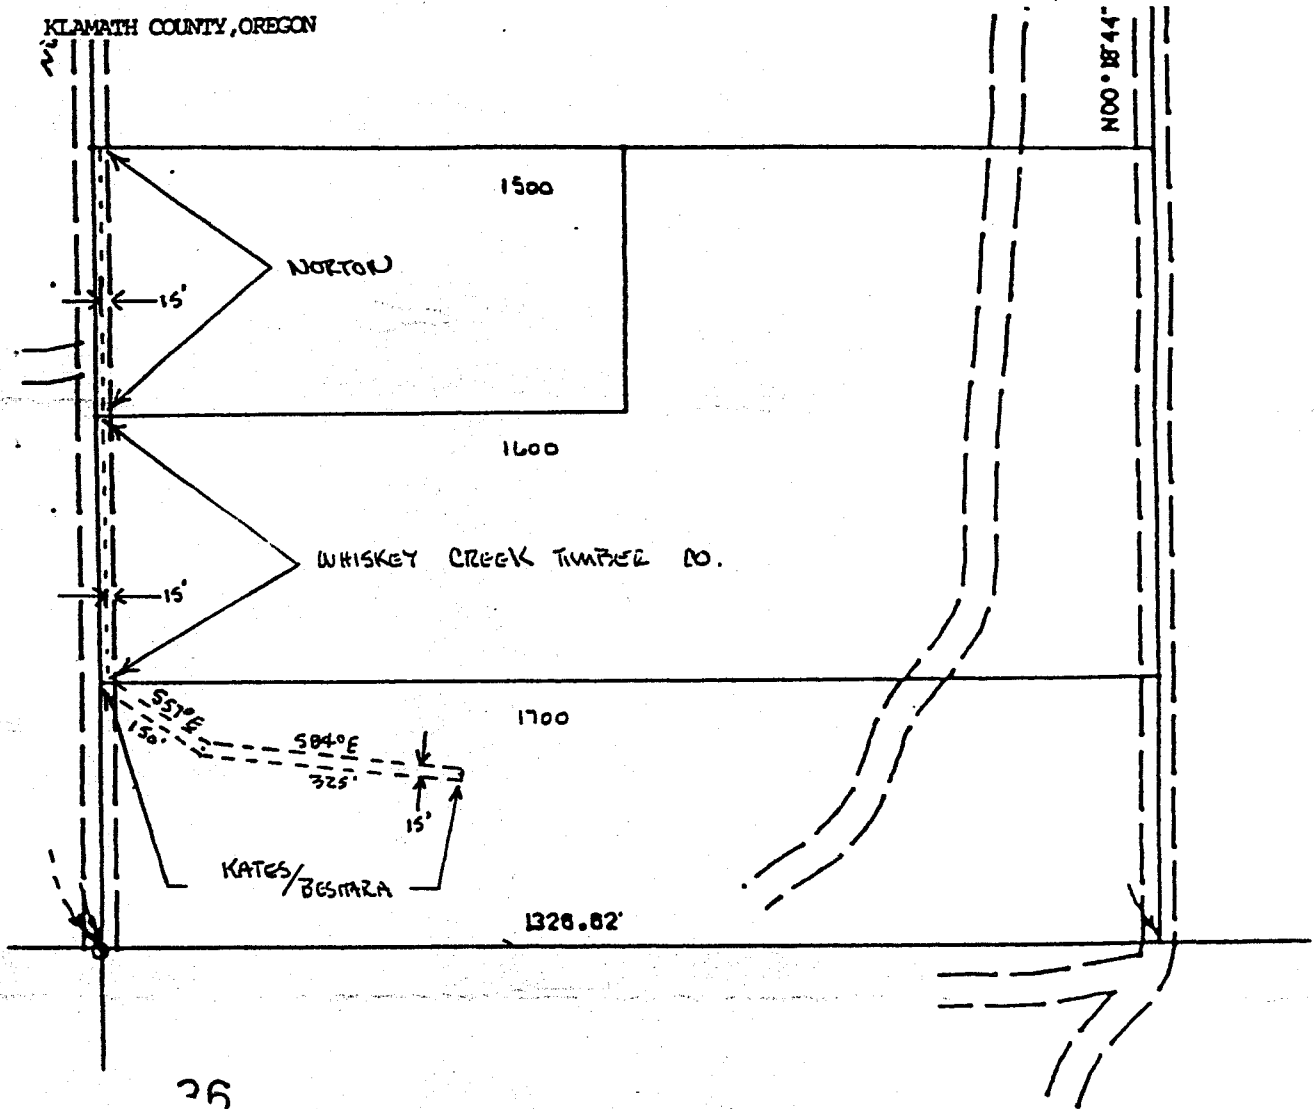 KLAMATH COUNTY, OREGON
N00°18'44"
1500
NORTON
15'
1600
WHISKEY CREEK TIMBER CO.
15'
S57°E
150'
1700
S84°E
325'
15'
KATES/
1328.82'
36